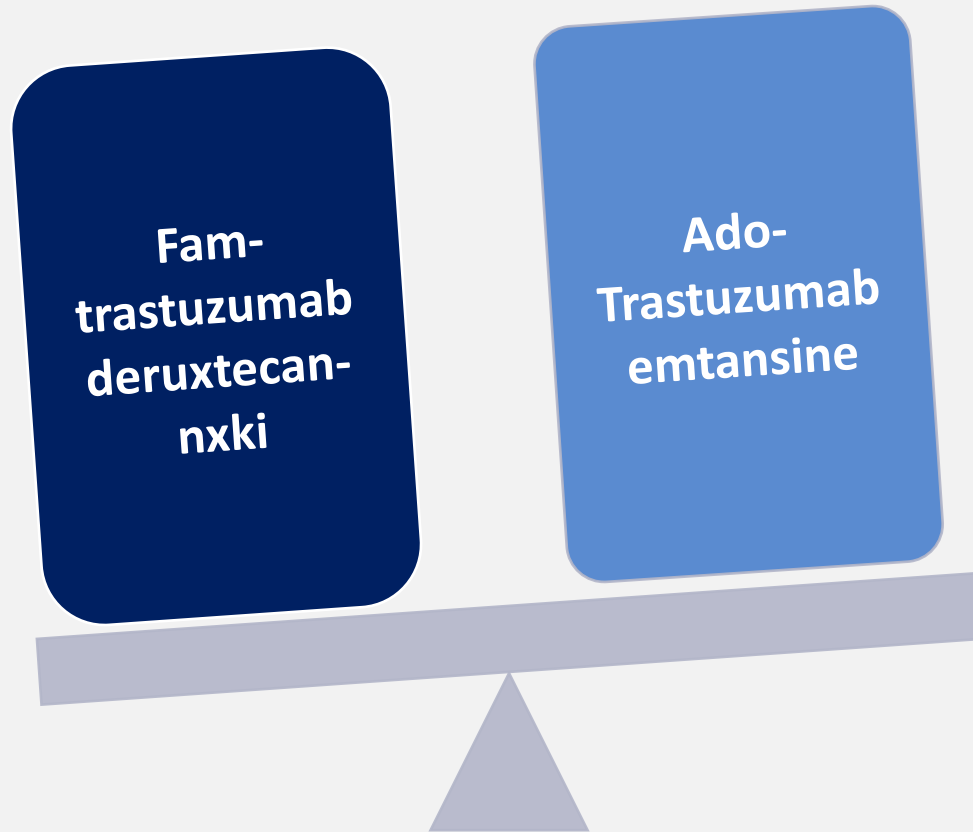 Fam-
trastuzumab
deruxtecan-
nxki
Ado-
Trastuzumab
emtansine